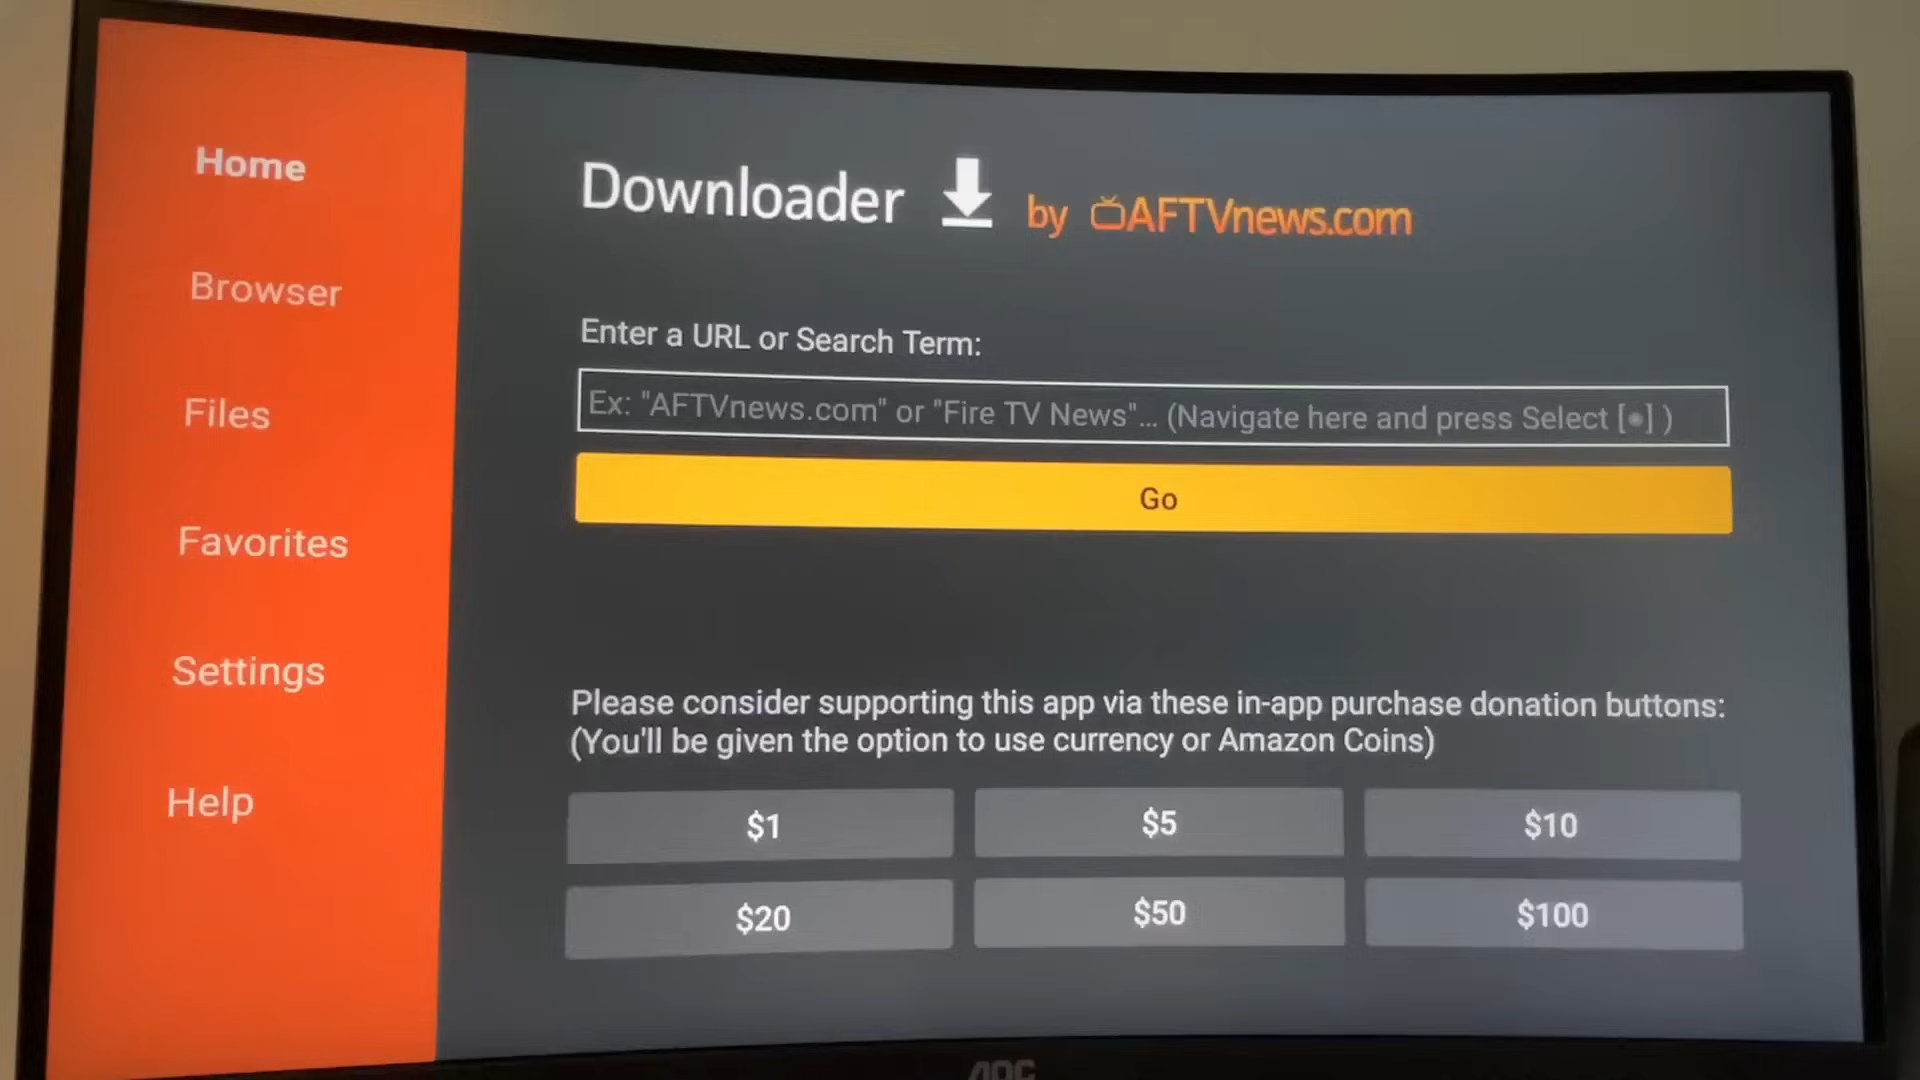 Home
Browser
Files
Favorites
Settings
Help
Downloader by AFTVnews.com
Enter a URL or Search Term:
Ex: "AFTVnews.com" or "Fire TV News"... (Navigate here and press Select [●] )
Go
Please consider supporting this app via these in-app purchase donation buttons:
(You'll be given the option to use currency or Amazon Coins)
$1 $5 $10
$20 $50 $100
AOC